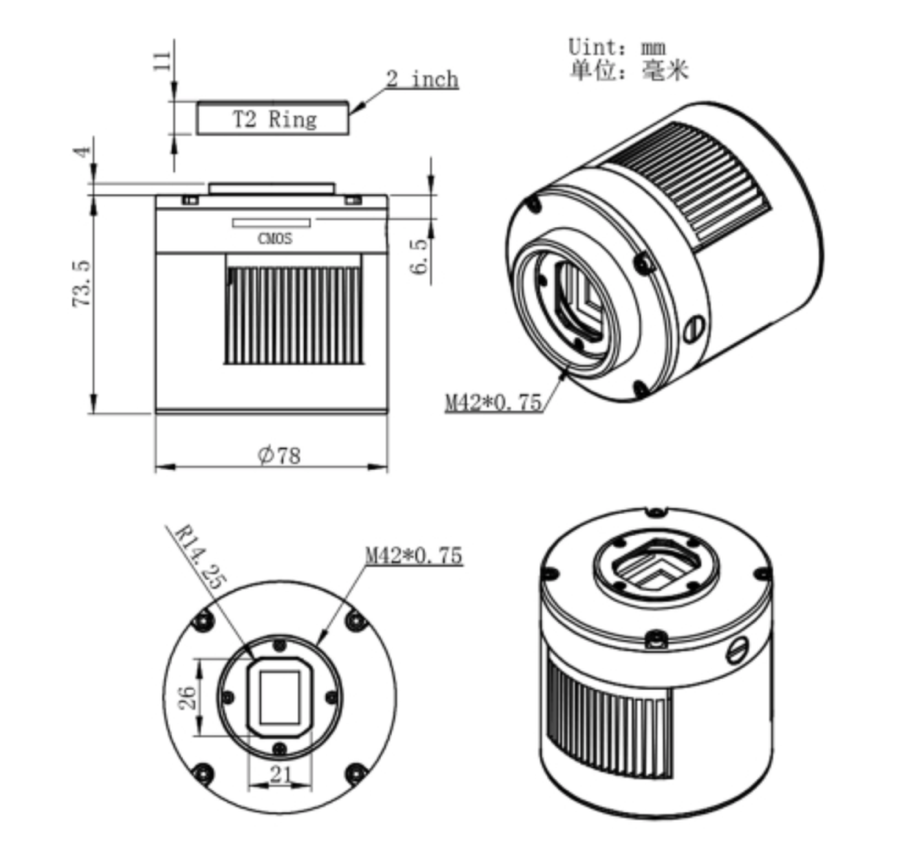 Uint: mm
单位: 毫米
11
2 inch
T2 Ring
4
CMOS
6.5
73.5
M42*0.75
φ78
R14.25
M42*0.75
26
21